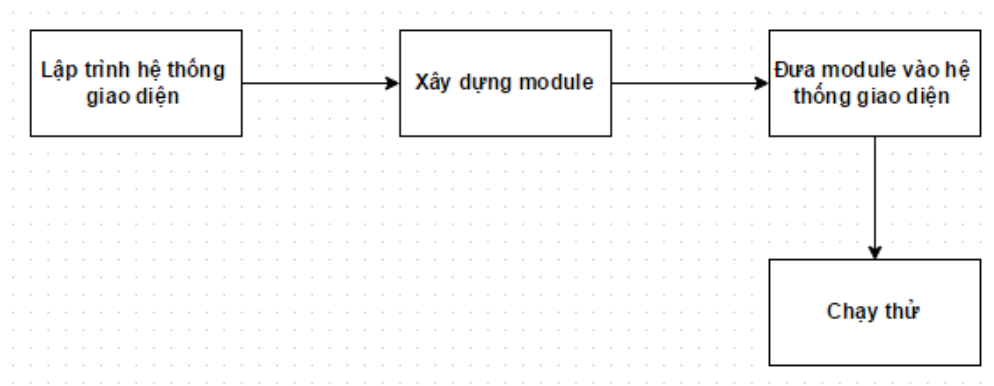 Lập trình hệ thống
giao diện
Xây dựng module
Đưa module vào hệ
thống giao diện
Chạy thử